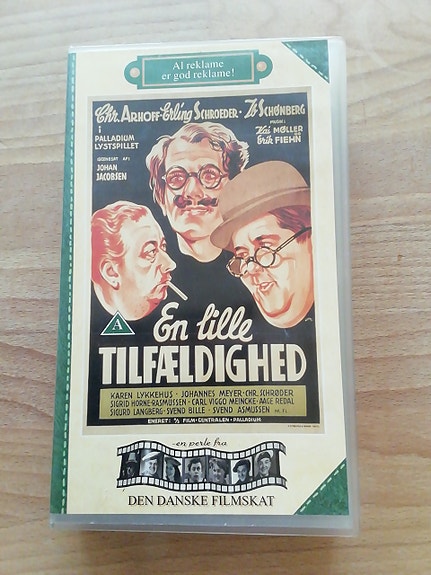 Al reklame
er god reklame!
Chr. ARHOFF-Erling SCHROEDER-Ib SCHØNBERG
I
PALLADIUM
LYSTSPILLET
MUSIK:
Kai MØLLER
OG
Erik FIEHN
ISCENESAT AF:
JOHAN
JACOBSEN
A
En lille
TILFÆLDIGHED
KAREN LYKKEHUS · JOHANNES MEYER · CHR. SCHRØDER
SIGRID HORNE-RASMUSSEN · CARL VIGGO MEINCKE · AAGE REDAL
SIGURD LANGBERG · SVEND BILLE · SVEND ASMUSSEN M. FL.
ENERET: A/S FILM-CENTRALEN-PALLADIUM
-en perle fra
DEN DANSKE FILMSKAT